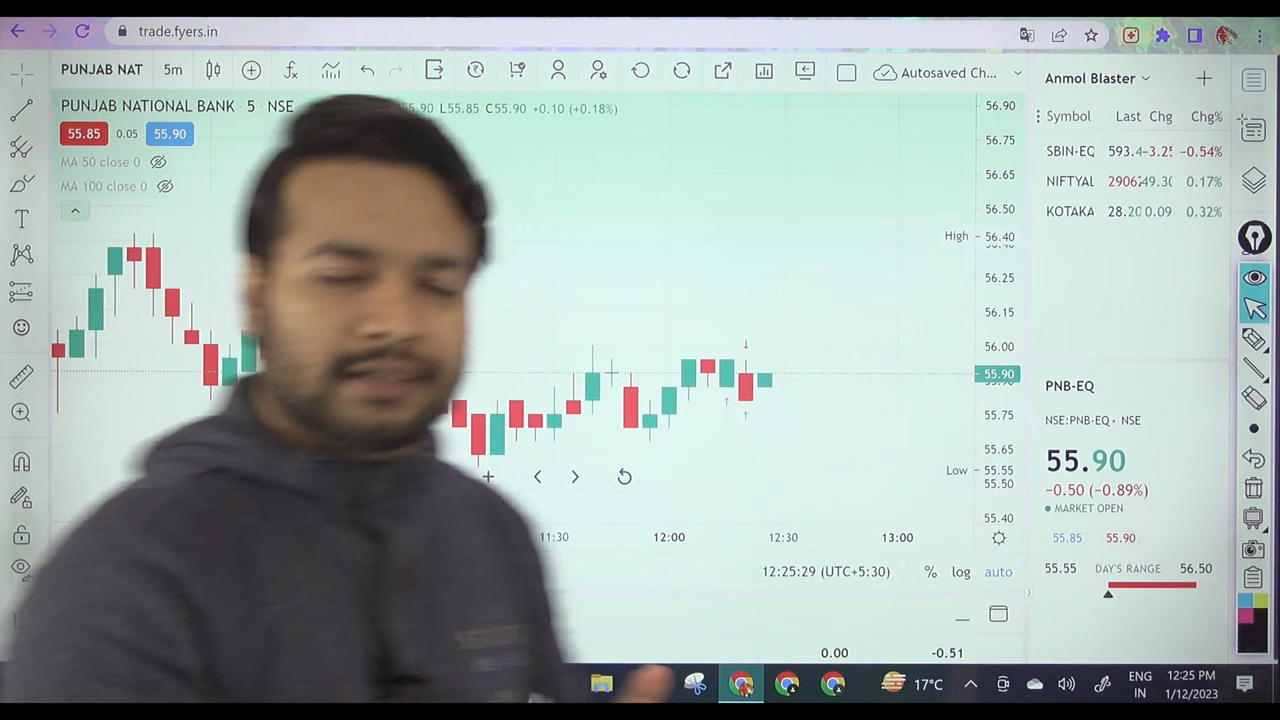 trade.fyers.in
PUNJAB NAT 5m Autosaved Ch...
PUNJAB NATIONAL BANK · 5 · NSE 5.90 L55.85 C55.90 +0.10 (+0.18%)
55.85 0.05 55.90
MA 50 close 0
MA 100 close 0
56.90
56.75
56.65
56.50
High 56.40
56.25
56.15
56.00
55.90
55.75
55.65
Low 55.55
55.50
55.40
11:30 12:00 12:30 13:00
12:25:29 (UTC+5:30) % log auto
0.00 -0.51
Anmol Blaster
Symbol Last Chg Chg%
SBIN-EQ 593.4 −3.25 −0.54%
NIFTYAL 29062 49.30 0.17%
KOTAKA 28.20 0.09 0.32%
PNB-EQ
NSE:PNB-EQ • NSE
55.90
−0.50 (−0.89%)
MARKET OPEN
55.85 55.90
55.55 DAY'S RANGE 56.50
17°C ENG 12:25 PM
IN 1/12/2023